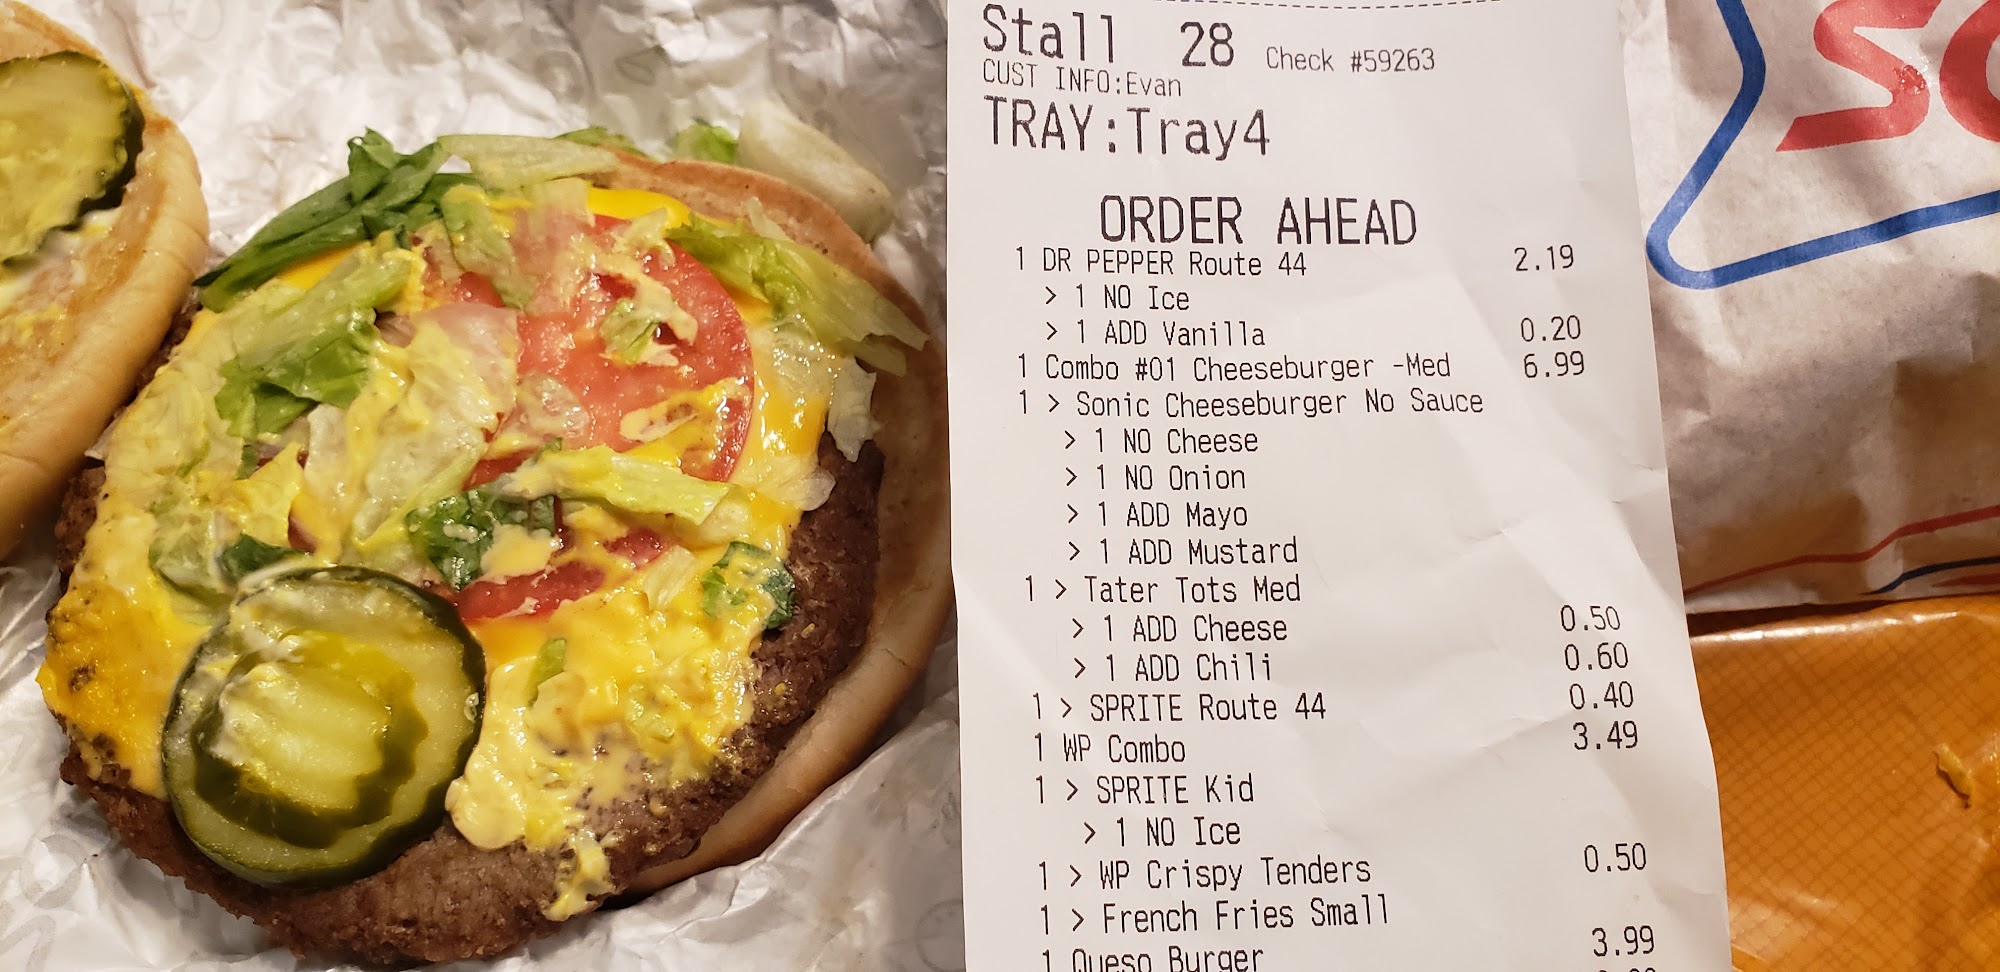 Stall 28 Check #59263
CUST INFO:Evan
TRAY:Tray4
ORDER AHEAD
1 DR PEPPER Route 44 2.19
> 1 NO Ice
> 1 ADD Vanilla 0.20
1 Combo #01 Cheeseburger -Med 6.99
1 > Sonic Cheeseburger No Sauce
> 1 NO Cheese
> 1 NO Onion
> 1 ADD Mayo
> 1 ADD Mustard
1 > Tater Tots Med
> 1 ADD Cheese 0.50
> 1 ADD Chili 0.60
1 > SPRITE Route 44 0.40
1 WP Combo 3.49
1 > SPRITE Kid
> 1 NO Ice
1 > WP Crispy Tenders 0.50
1 > French Fries Small
1 Queso Burger 3.99